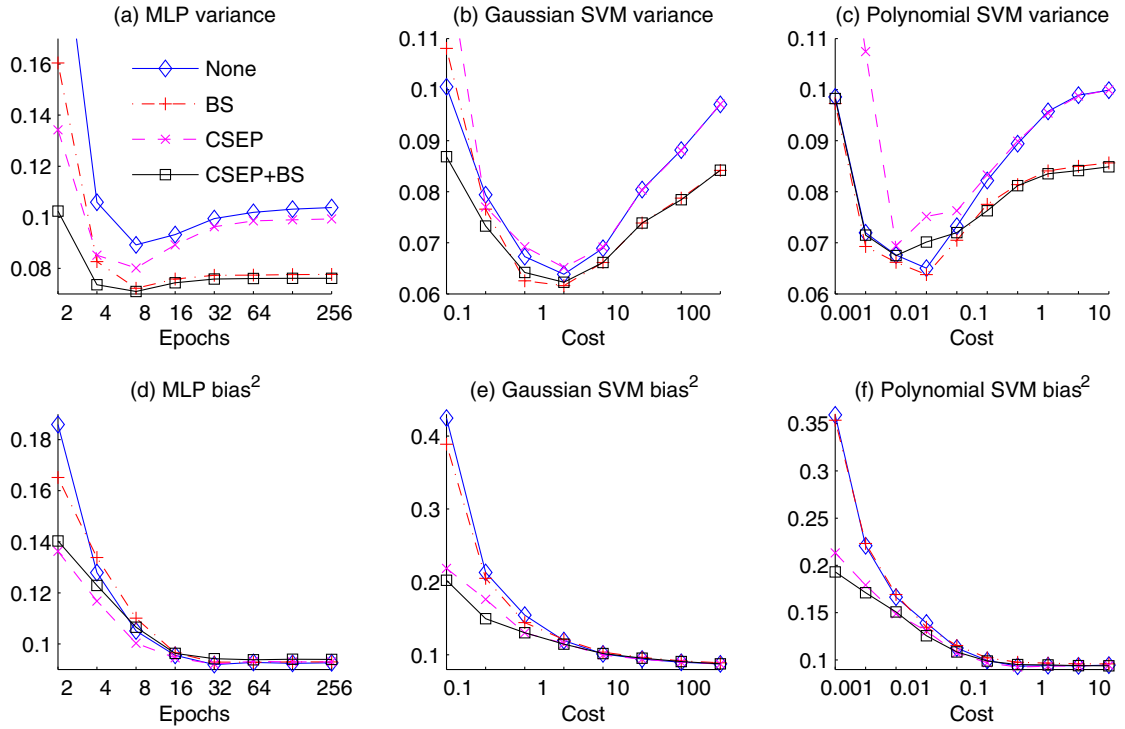 (a) MLP variance
0.16
0.14
0.12
0.1
0.08
2 4 8 16 32 64 256
Epochs
None
BS
CSEP
CSEP+BS
(b) Gaussian SVM variance
0.11
0.1
0.09
0.08
0.07
0.06
0.1 1 10 100
Cost
(c) Polynomial SVM variance
0.11
0.1
0.09
0.08
0.07
0.06
0.001 0.01 0.1 1 10
Cost
(d) MLP bias²
0.18
0.16
0.14
0.12
0.1
2 4 8 16 32 64 256
Epochs
(e) Gaussian SVM bias²
0.4
0.3
0.2
0.1
0.1 1 10 100
Cost
(f) Polynomial SVM bias²
0.35
0.3
0.25
0.2
0.15
0.1
0.001 0.01 0.1 1 10
Cost